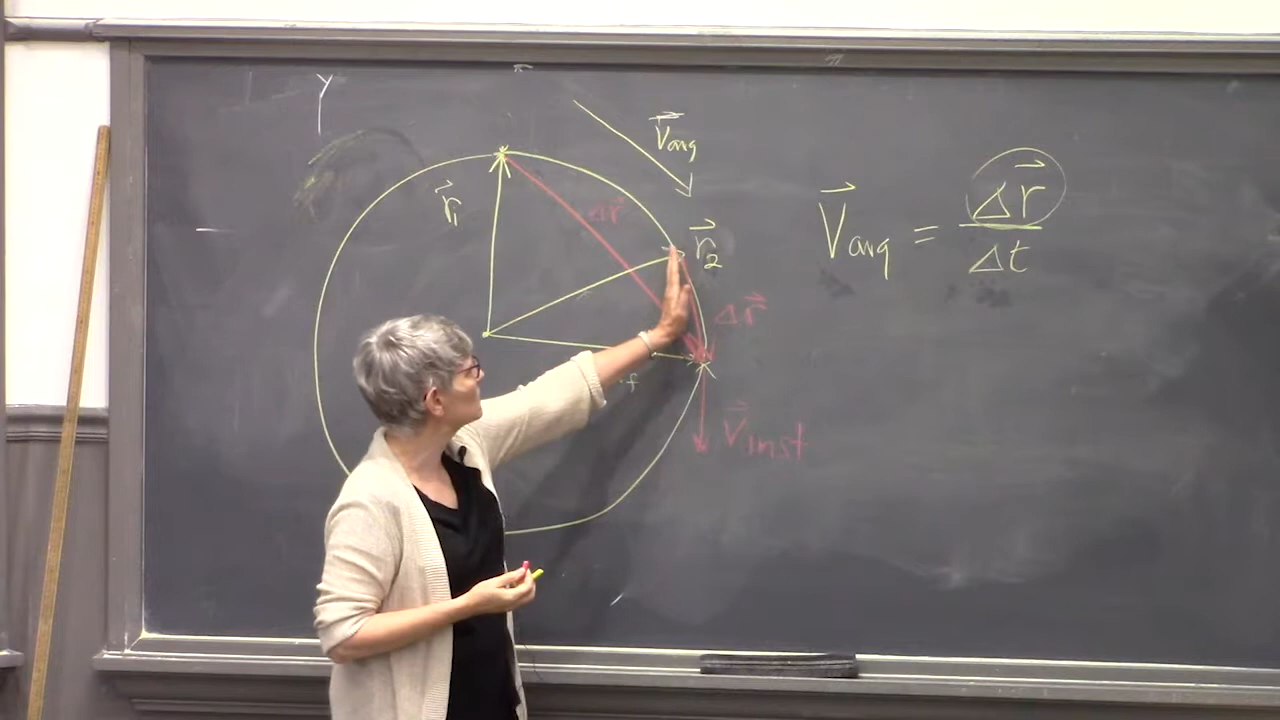 Y
V⃗avg
r⃗1
Δr⃗
r⃗2
V⃗avg = Δr⃗ / Δt
Δr⃗
f
V⃗inst